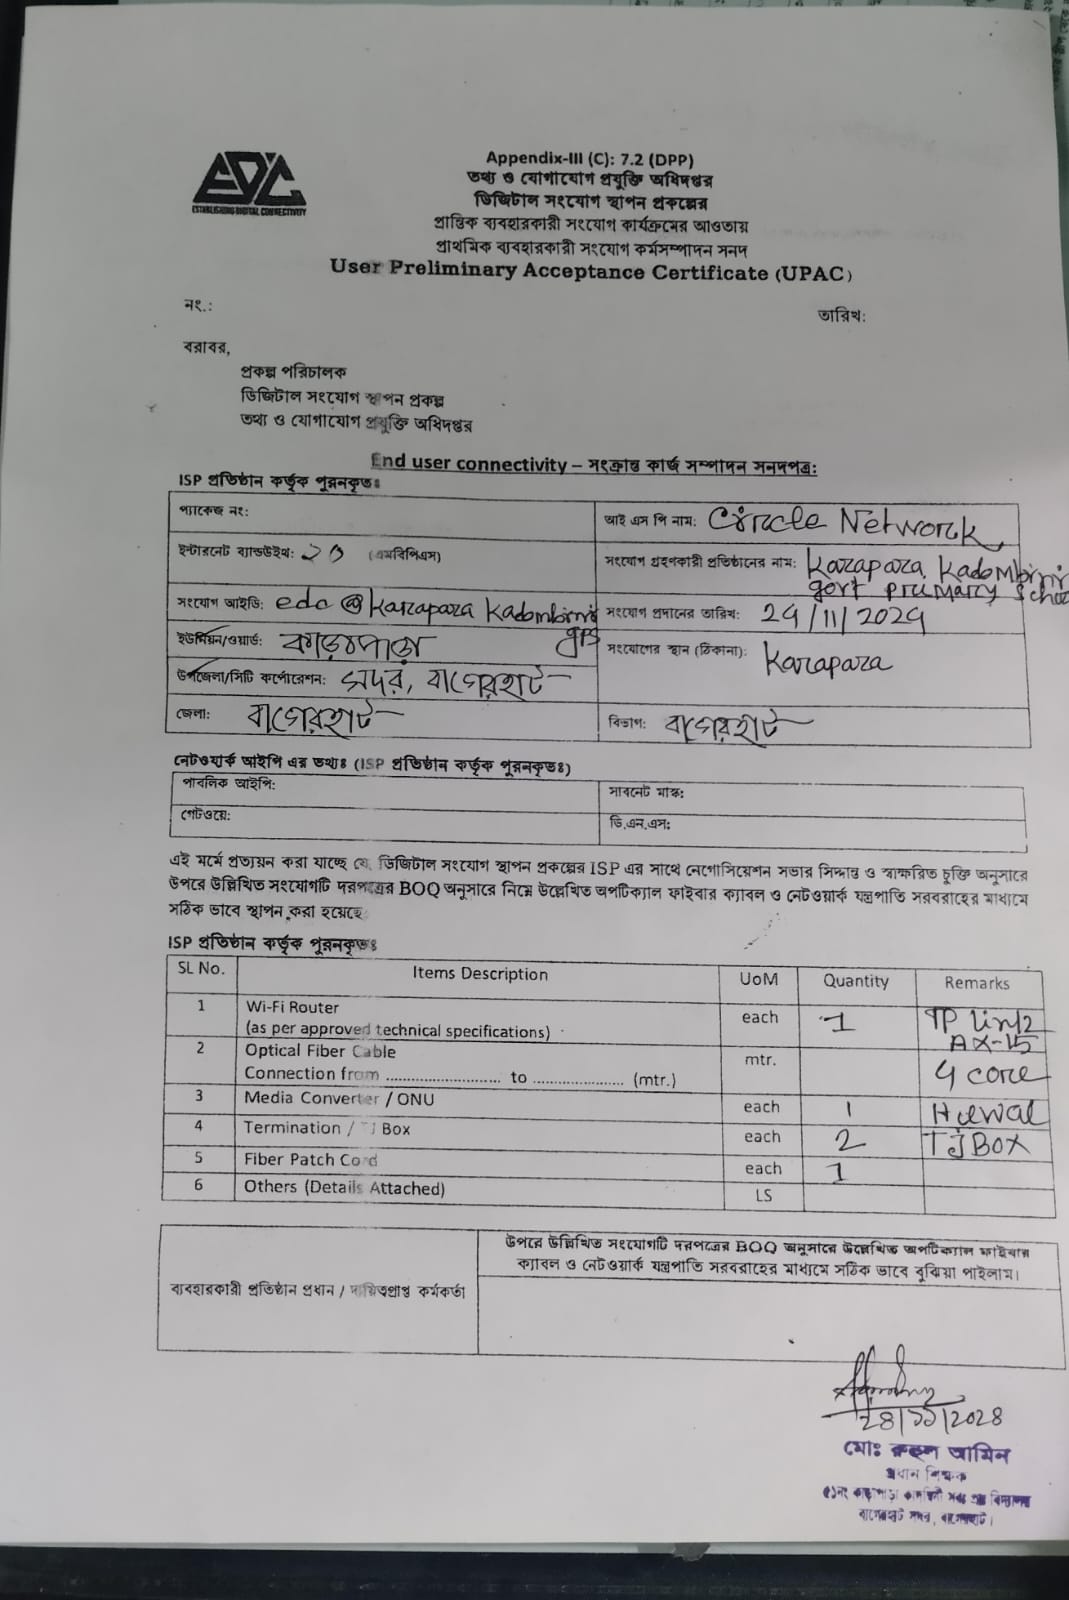 EDC
ESTABLISHING DIGITAL CONNECTIVITY
Appendix-III (C): 7.2 (DPP)
তথ্য ও যোগাযোগ প্রযুক্তি অধিদপ্তর
ডিজিটাল সংযোগ স্থাপন প্রকল্পের
প্রান্তিক ব্যবহারকারী সংযোগ কার্যক্রমের আওতায়
প্রাথমিক ব্যবহারকারী সংযোগ কর্মসম্পাদন সনদ
User Preliminary Acceptance Certificate (UPAC)
নং.:
তারিখ:
বরাবর,
প্রকল্প পরিচালক
ডিজিটাল সংযোগ স্থাপন প্রকল্প
তথ্য ও যোগাযোগ প্রযুক্তি অধিদপ্তর
End user connectivity – সংক্রান্ত কার্জ সম্পাদন সনদপত্র:
ISP প্রতিষ্ঠান কর্তৃক পুরনকৃতঃ
প্যাকেজ নং:
আই এস পি নাম: Circle Network
ইন্টারনেট ব্যান্ডউইথ: ২০ (এমবিপিএস)
সংযোগ গ্রহণকারী প্রতিষ্ঠানের নাম: Karapara Kadombini
govt primary School
সংযোগ আইডি: edc@karapara kadombini
gps
সংযোগ প্রদানের তারিখ: 24/11/2024
ইউনিয়ন/ওয়ার্ড: কাড়াপাড়া
সংযোগের স্থান (ঠিকানা): Karapara
উপজেলা/সিটি কর্পোরেশন: সদর, বাগেরহাট
জেলা: বাগেরহাট
বিভাগ: বাগেরহাট
নেটওয়ার্ক আইপি এর তথ্যঃ (ISP প্রতিষ্ঠান কর্তৃক পুরনকৃতঃ)
পাবলিক আইপি:
সাবনেট মাস্ক:
গেটওয়ে:
ডি.এন.এস:
এই মর্মে প্রত্যয়ন করা যাচ্ছে যে, ডিজিটাল সংযোগ স্থাপন প্রকল্পের ISP এর সাথে নেগোসিয়েশন সভার সিদ্ধান্ত ও স্বাক্ষরিত চুক্তি অনুসারে
উপরে উল্লিখিত সংযোগটি দরপত্রের BOQ অনুসারে নিম্নে উল্লেখিত অপটিক্যাল ফাইবার ক্যাবল ও নেটওয়ার্ক যন্ত্রপাতি সরবরাহের মাধ্যমে
সঠিক ভাবে স্থাপন করা হয়েছে
ISP প্রতিষ্ঠান কর্তৃক পুরনকৃতঃ
SL No. Items Description UoM Quantity Remarks
1 Wi-Fi Router each 1 TP link
(as per approved technical specifications) AX-15
2 Optical Fiber Cable mtr.
Connection from ............................ to ...................... (mtr.) 4 core
3 Media Converter / ONU each 1
4 Termination / TJ Box each 2 TJ Box
5 Fiber Patch Cord each 1
6 Others (Details Attached) LS
উপরে উল্লিখিত সংযোগটি দরপত্রের BOQ অনুসারে উল্লেখিত অপটিক্যাল ফাইবার
ক্যাবল ও নেটওয়ার্ক যন্ত্রপাতি সরবরাহের মাধ্যমে সঠিক ভাবে বুঝিয়া পাইলাম।
ব্যবহারকারী প্রতিষ্ঠান প্রধান / দায়িত্বপ্রাপ্ত কর্মকর্তা
২৪/১১/২০২৪
মোঃ রুহুল আমিন
প্রধান শিক্ষক
বাগেরহাট সদর, বাগেরহাট।